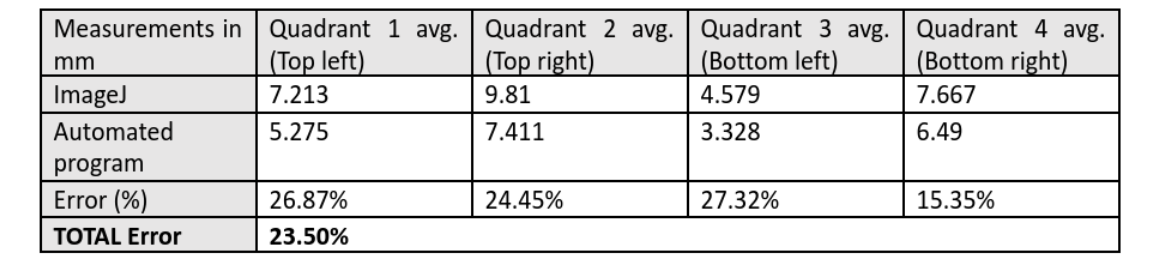 Measurements in mm | Quadrant 1 avg. (Top left) | Quadrant 2 avg. (Top right) | Quadrant 3 avg. (Bottom left) | Quadrant 4 avg. (Bottom right)
ImageJ | 7.213 | 9.81 | 4.579 | 7.667
Automated program | 5.275 | 7.411 | 3.328 | 6.49
Error (%) | 26.87% | 24.45% | 27.32% | 15.35%
TOTAL Error | 23.50%